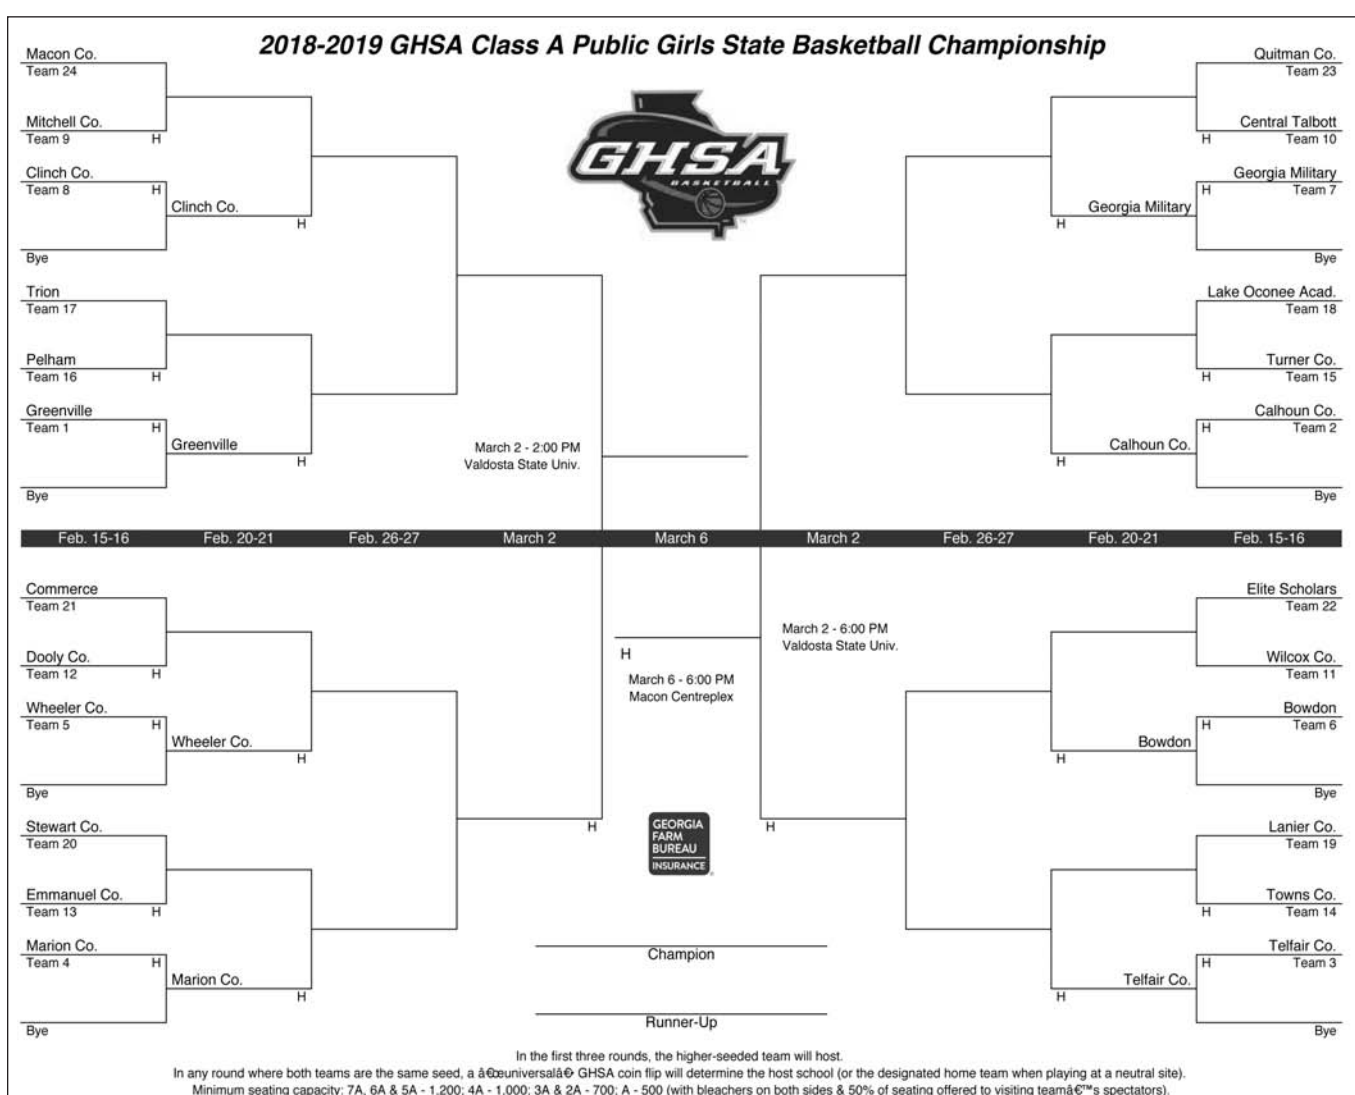 2018-2019 GHSA Class A Public Girls State Basketball Championship
Macon Co.
Team 24
Mitchell Co.
Team 9 H
Clinch Co.
Team 8 H
Clinch Co.
H
Bye
Trion
Team 17
Pelham
Team 16 H
Greenville
Team 1 H
Greenville
H
Bye
GHSA
BASKETBALL
Quitman Co.
Team 23
Central Talbott
H Team 10
Georgia Military
H Team 7
Georgia Military
H
Bye
Lake Oconee Acad.
Team 18
Turner Co.
H Team 15
Calhoun Co.
H Team 2
Calhoun Co.
H
Bye
March 2 - 2:00 PM
Valdosta State Univ.
Feb. 15-16 Feb. 20-21 Feb. 26-27 March 2 March 6 March 2 Feb. 26-27 Feb. 20-21 Feb. 15-16
Commerce
Team 21
Dooly Co.
Team 12 H
Wheeler Co.
Team 5 H
Wheeler Co.
H
Bye
Stewart Co.
Team 20
Emmanuel Co.
Team 13 H
Marion Co.
Team 4 H
Marion Co.
H
Bye
H
H
March 6 - 6:00 PM
Macon Centreplex
March 2 - 6:00 PM
Valdosta State Univ.
H
GEORGIA
FARM
BUREAU
INSURANCE
Elite Scholars
Team 22
Wilcox Co.
Team 11
Bowdon
H Team 6
Bowdon
H
Bye
Lanier Co.
Team 19
Towns Co.
H Team 14
Telfair Co.
H Team 3
Telfair Co.
H
Bye
Champion
Runner-Up
In the first three rounds, the higher-seeded team will host.
In any round where both teams are the same seed, a â€œuniversalâ€ GHSA coin flip will determine the host school (or the designated home team when playing at a neutral site).
Minimum seating capacity: 7A, 6A & 5A - 1,200; 4A - 1,000; 3A & 2A - 700; A - 500 (with bleachers on both sides & 50% of seating offered to visiting teamâ€™s spectators).